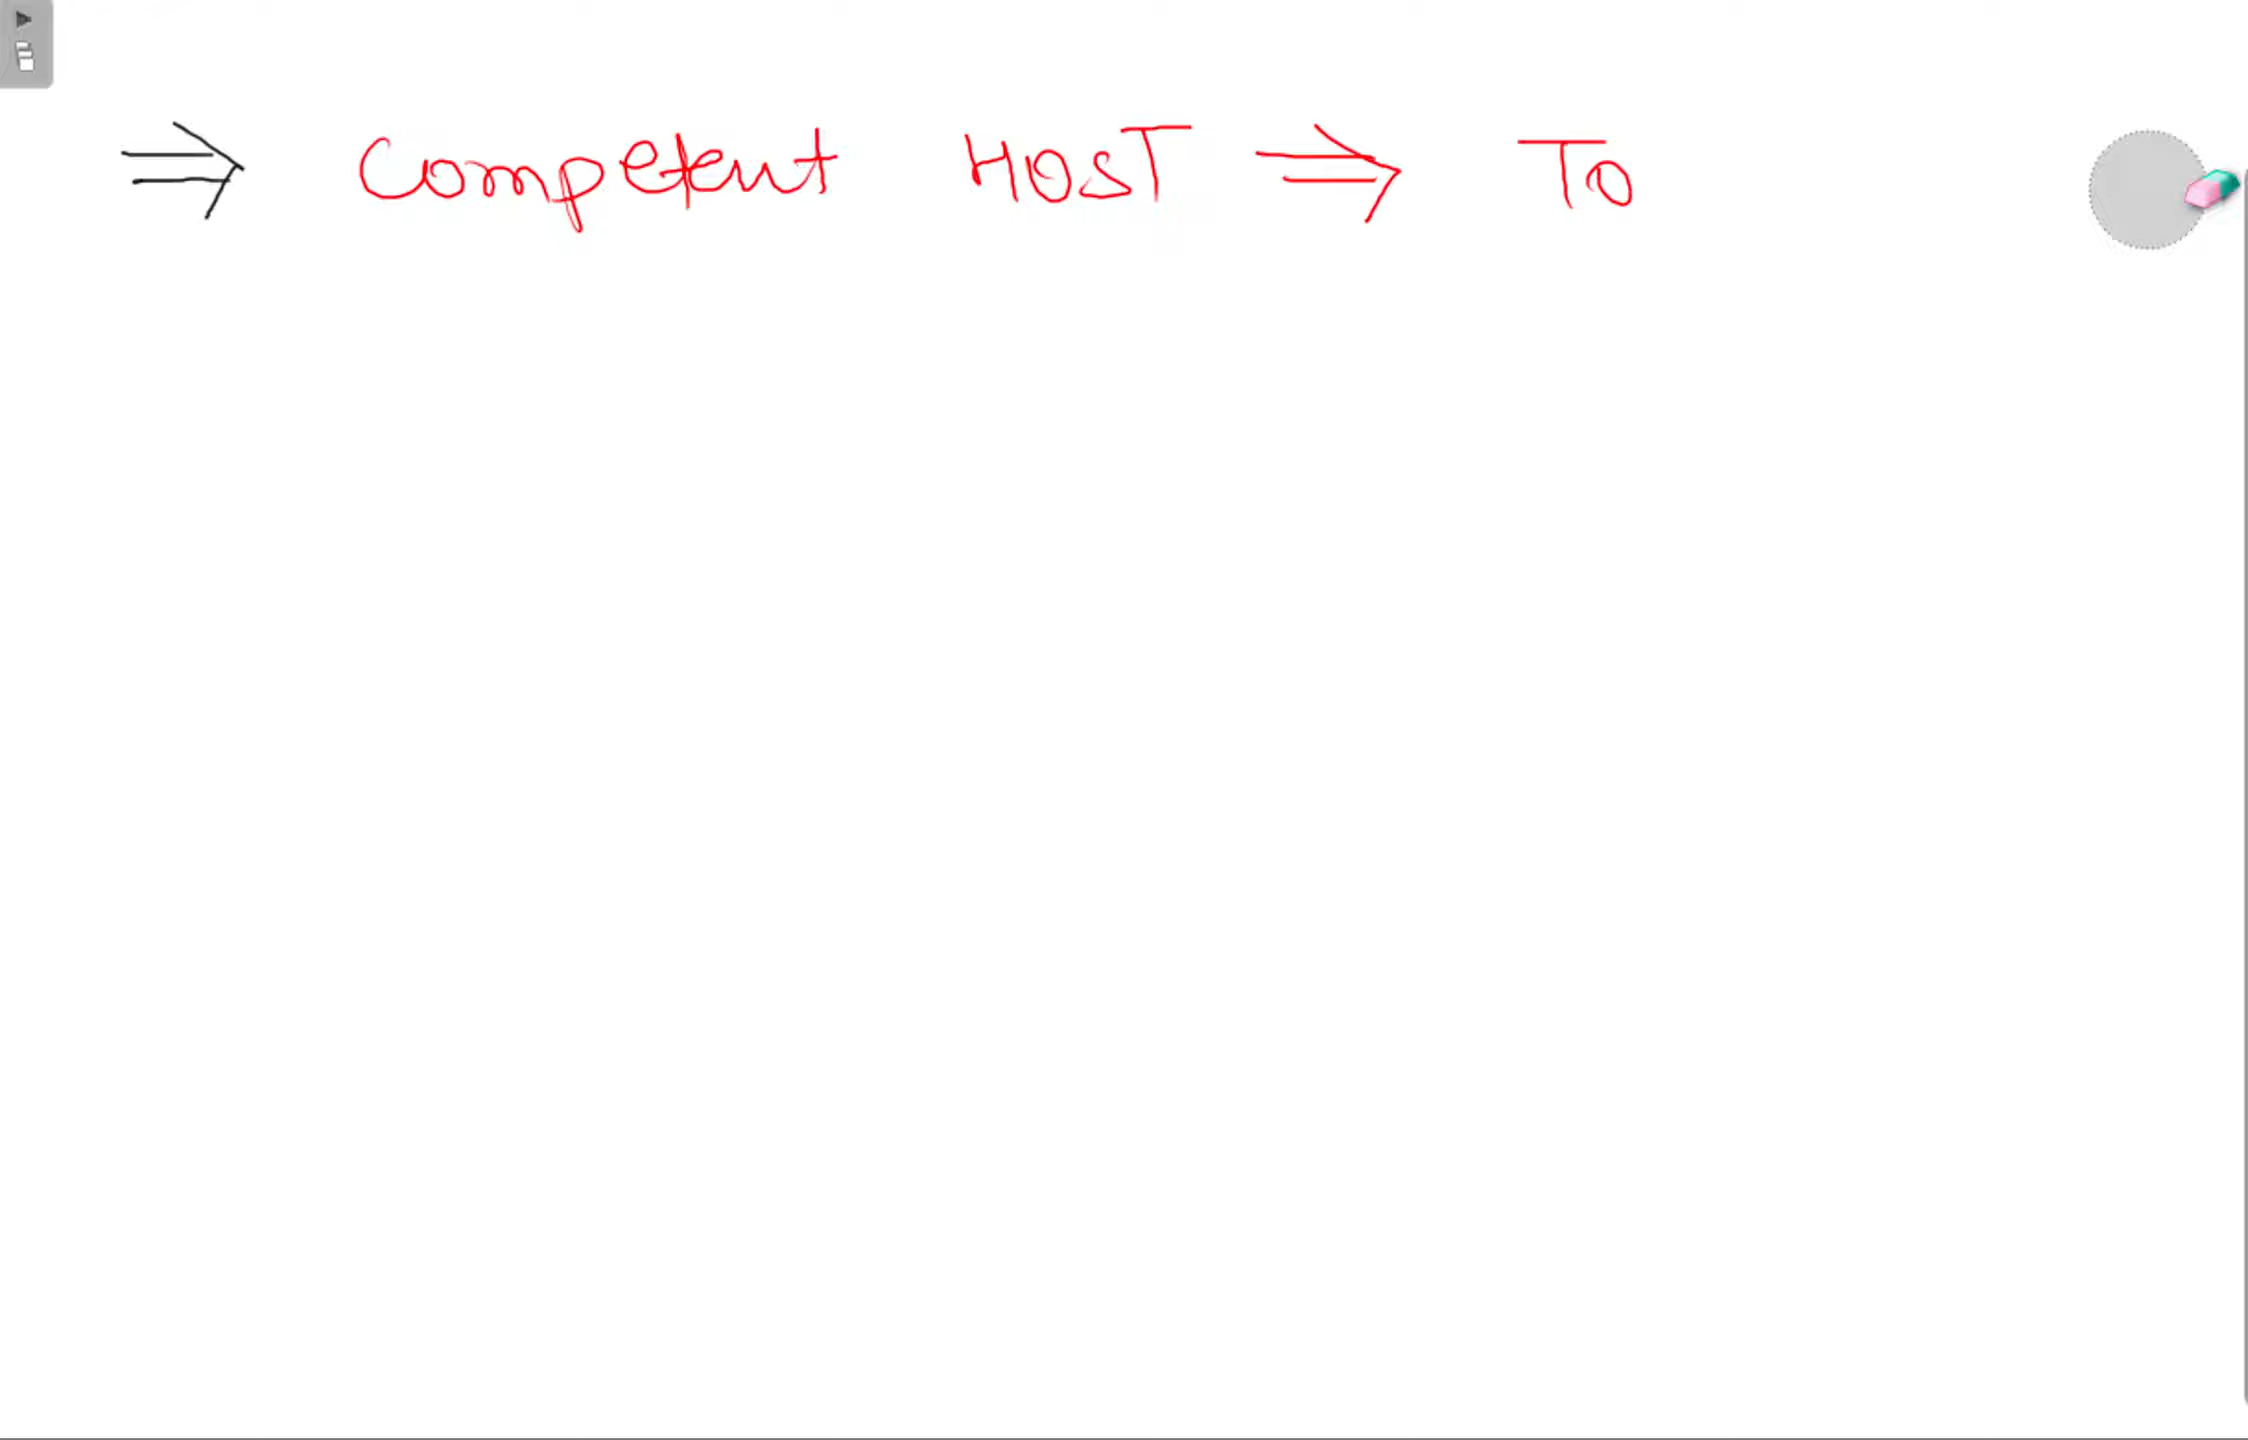 ⇒ Competent HOST ⇒ To